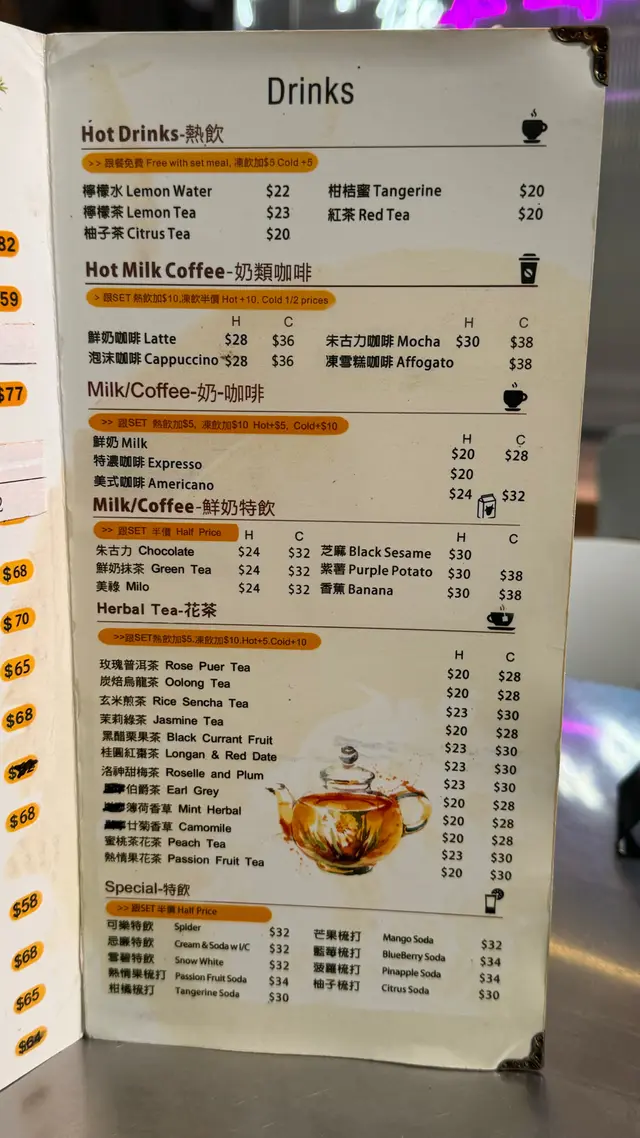 Drinks
Hot Drinks-熱飲
>> 跟餐免費 Free with set meal, 凍飲加$5 Cold +5
檸檬水 Lemon Water $22 柑桔蜜 Tangerine $20
檸檬茶 Lemon Tea $23 紅茶 Red Tea $20
柚子茶 Citrus Tea $20
Hot Milk Coffee-奶類咖啡
> 跟SET 熱飲加$10,凍飲半價 Hot +10, Cold 1/2 prices
H C H C
鮮奶咖啡 Latte $28 $36 朱古力咖啡 Mocha $30 $38
泡沫咖啡 Cappuccino $28 $36 凍雪糕咖啡 Affogato $38
Milk/Coffee-奶-咖啡
>> 跟SET 熱飲加$5, 凍飲加$10 Hot+$5, Cold+$10
H C
鮮奶 Milk $20 $28
特濃咖啡 Expresso $20
美式咖啡 Americano $24 $32
Milk/Coffee-鮮奶特飲
>> 跟SET 半價 Half Price H C H C
朱古力 Chocolate $24 $32 芝麻 Black Sesame $30
鮮奶抹茶 Green Tea $24 $32 紫薯 Purple Potato $30 $38
美祿 Milo $24 $32 香蕉 Banana $30 $38
Herbal Tea-花茶
>>跟SET熱飲加$5,凍飲加$10.Hot+5 Cold+10
H C
玫瑰普洱茶 Rose Puer Tea $20 $28
炭焙烏龍茶 Oolong Tea $20 $28
玄米煎茶 Rice Sencha Tea $23 $30
茉莉綠茶 Jasmine Tea $20 $28
黑醋栗果茶 Black Currant Fruit $23 $30
桂圓紅棗茶 Longan & Red Date $23 $30
洛神甜梅茶 Roselle and Plum $23 $30
伯爵茶 Earl Grey $20 $28
薄荷香草 Mint Herbal $20 $28
甘菊香草 Camomile $20 $28
蜜桃茶花茶 Peach Tea $23 $30
熱情果花茶 Passion Fruit Tea $20 $30
Special-特飲
>> 跟SET 半價 Half Price
可樂特飲 Spider $32 芒果梳打 Mango Soda $32
忌廉特飲 Cream & Soda w I/C $32 藍莓梳打 BlueBerry Soda $34
雪碧特飲 Snow White $32 菠蘿梳打 Pinapple Soda $34
熱情果梳打 Passion Fruit Soda $34 柚子梳打 Citrus Soda $30
柑橘梳打 Tangerine Soda $30
82
59
$77
2
$68
$70
$65
$68
$68
$58
$68
$65
$64